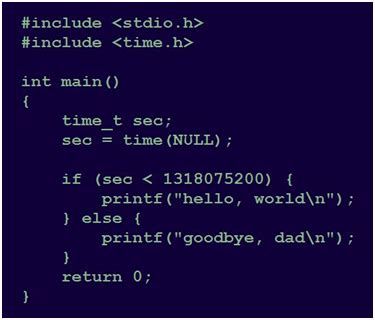 #include <stdio.h>
#include <time.h>

int main()
{
    time_t sec;
    sec = time(NULL);

    if (sec < 1318075200) {
        printf("hello, world\n");
    } else {
        printf("goodbye, dad\n");
    }
    return 0;
}